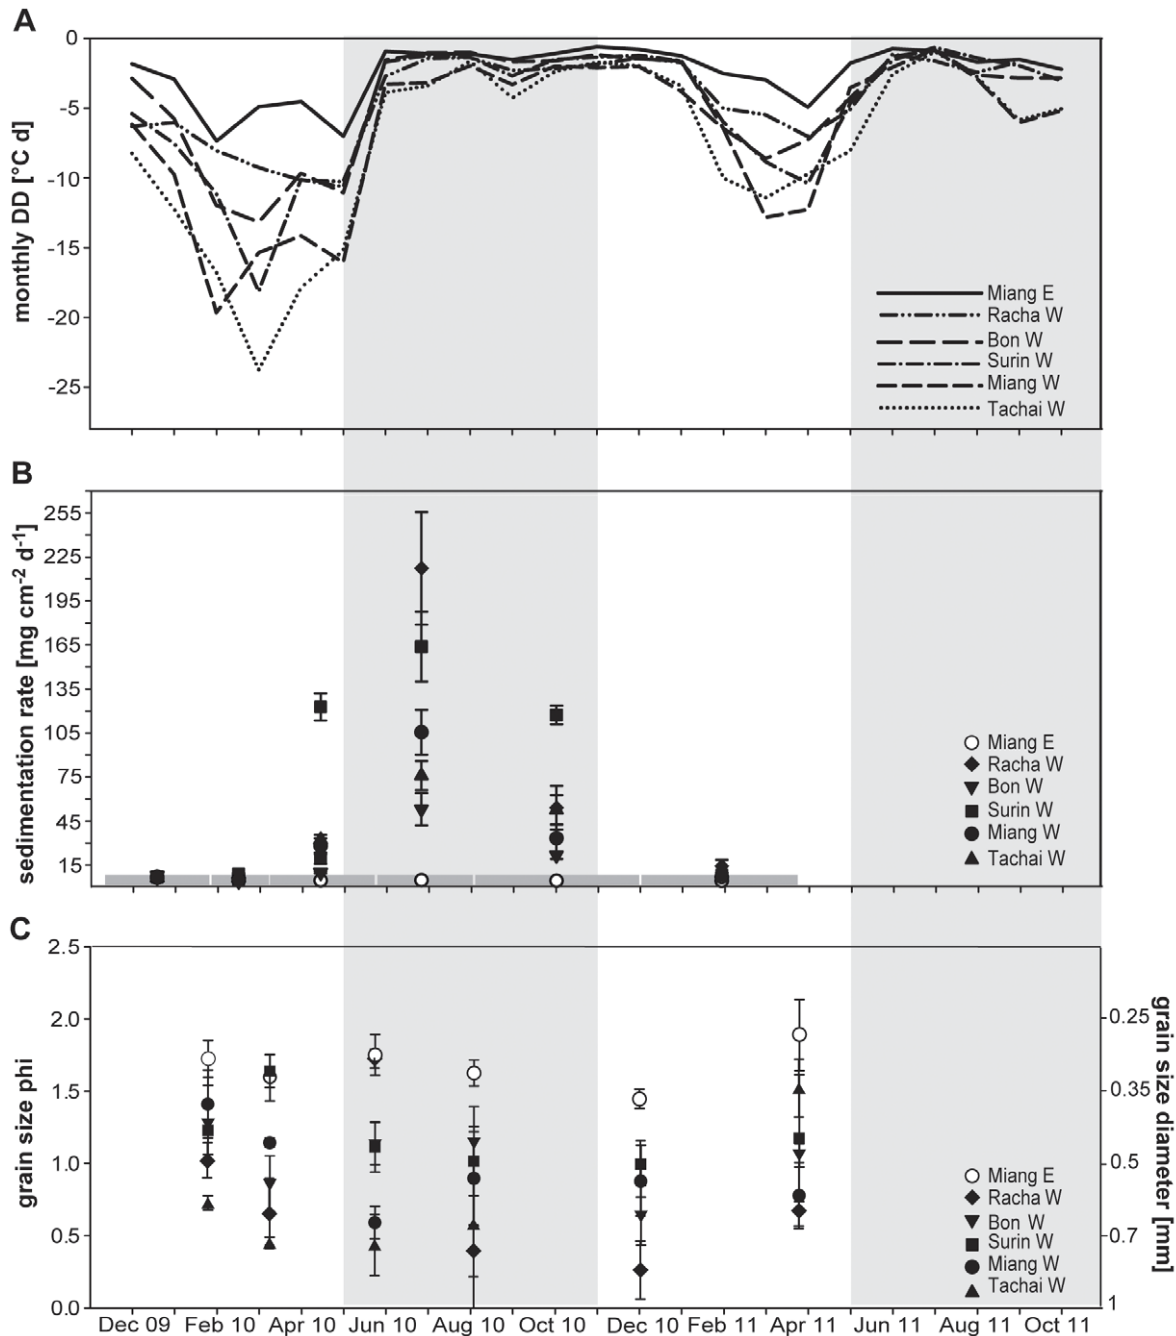 A
monthly DD [°C d]
0
-5
-10
-15
-20
-25
Miang E
Racha W
Bon W
Surin W
Miang W
Tachai W
B
sedimentation rate [mg cm-2 d-1]
255
225
195
165
135
105
75
45
15
Miang E
Racha W
Bon W
Surin W
Miang W
Tachai W
C
grain size phi
2.5
2.0
1.5
1.0
0.5
0.0
grain size diameter [mm]
0.25
0.35
0.5
0.7
1
Miang E
Racha W
Bon W
Surin W
Miang W
Tachai W
Dec 09 Feb 10 Apr 10 Jun 10 Aug 10 Oct 10 Dec 10 Feb 11 Apr 11 Jun 11 Aug 11 Oct 11